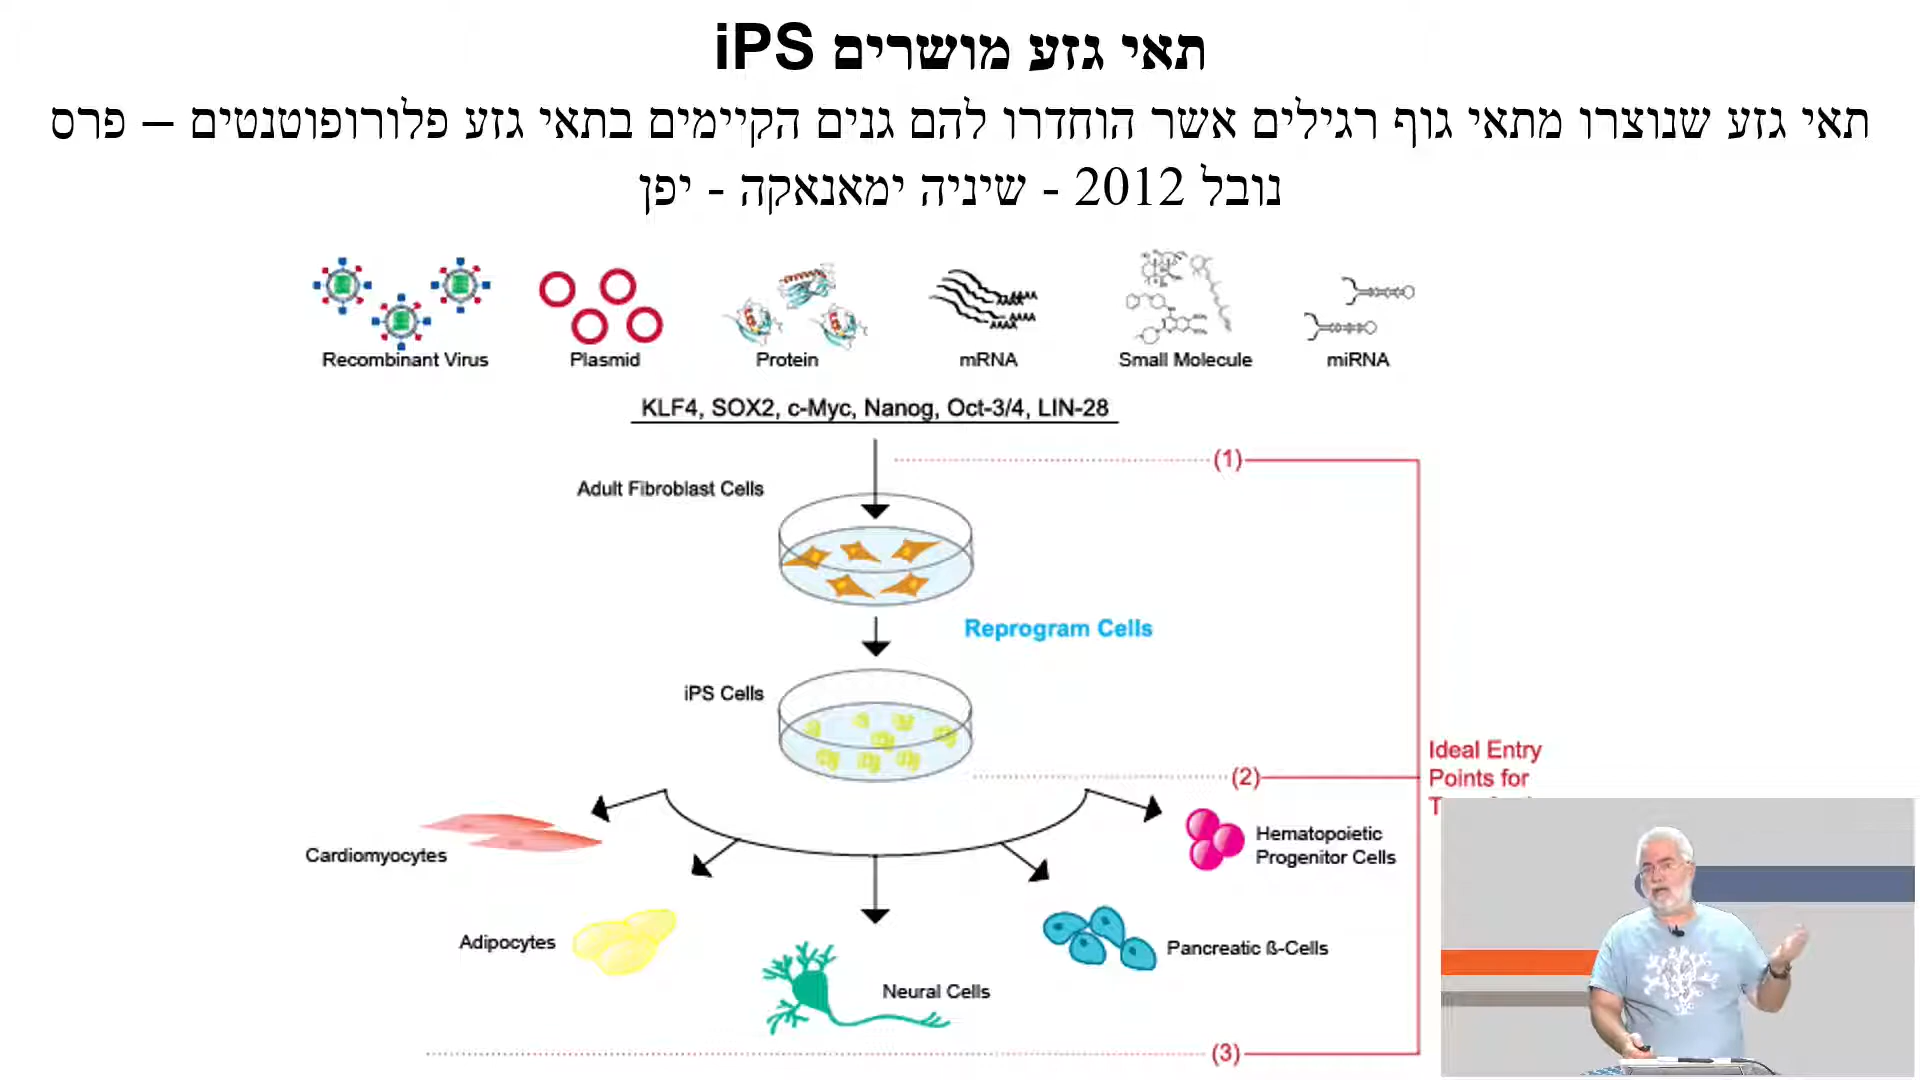 תאי גזע מושרים iPS
תאי גזע שנוצרו מתאי גוף רגילים אשר הוחדרו להם גנים הקיימים בתאי גזע פלורופוטנטים – פרס
נובל 2012 - שיניה ימאנאקה - יפן
Recombinant Virus
Plasmid
Protein
mRNA
Small Molecule
miRNA
KLF4, SOX2, c-Myc, Nanog, Oct-3/4, LIN-28
(1)
Adult Fibroblast Cells
Reprogram Cells
iPS Cells
Ideal Entry
Points for
(2)
Cardiomyocytes
Hematopoietic
Progenitor Cells
Adipocytes
Pancreatic ß-Cells
Neural Cells
(3)